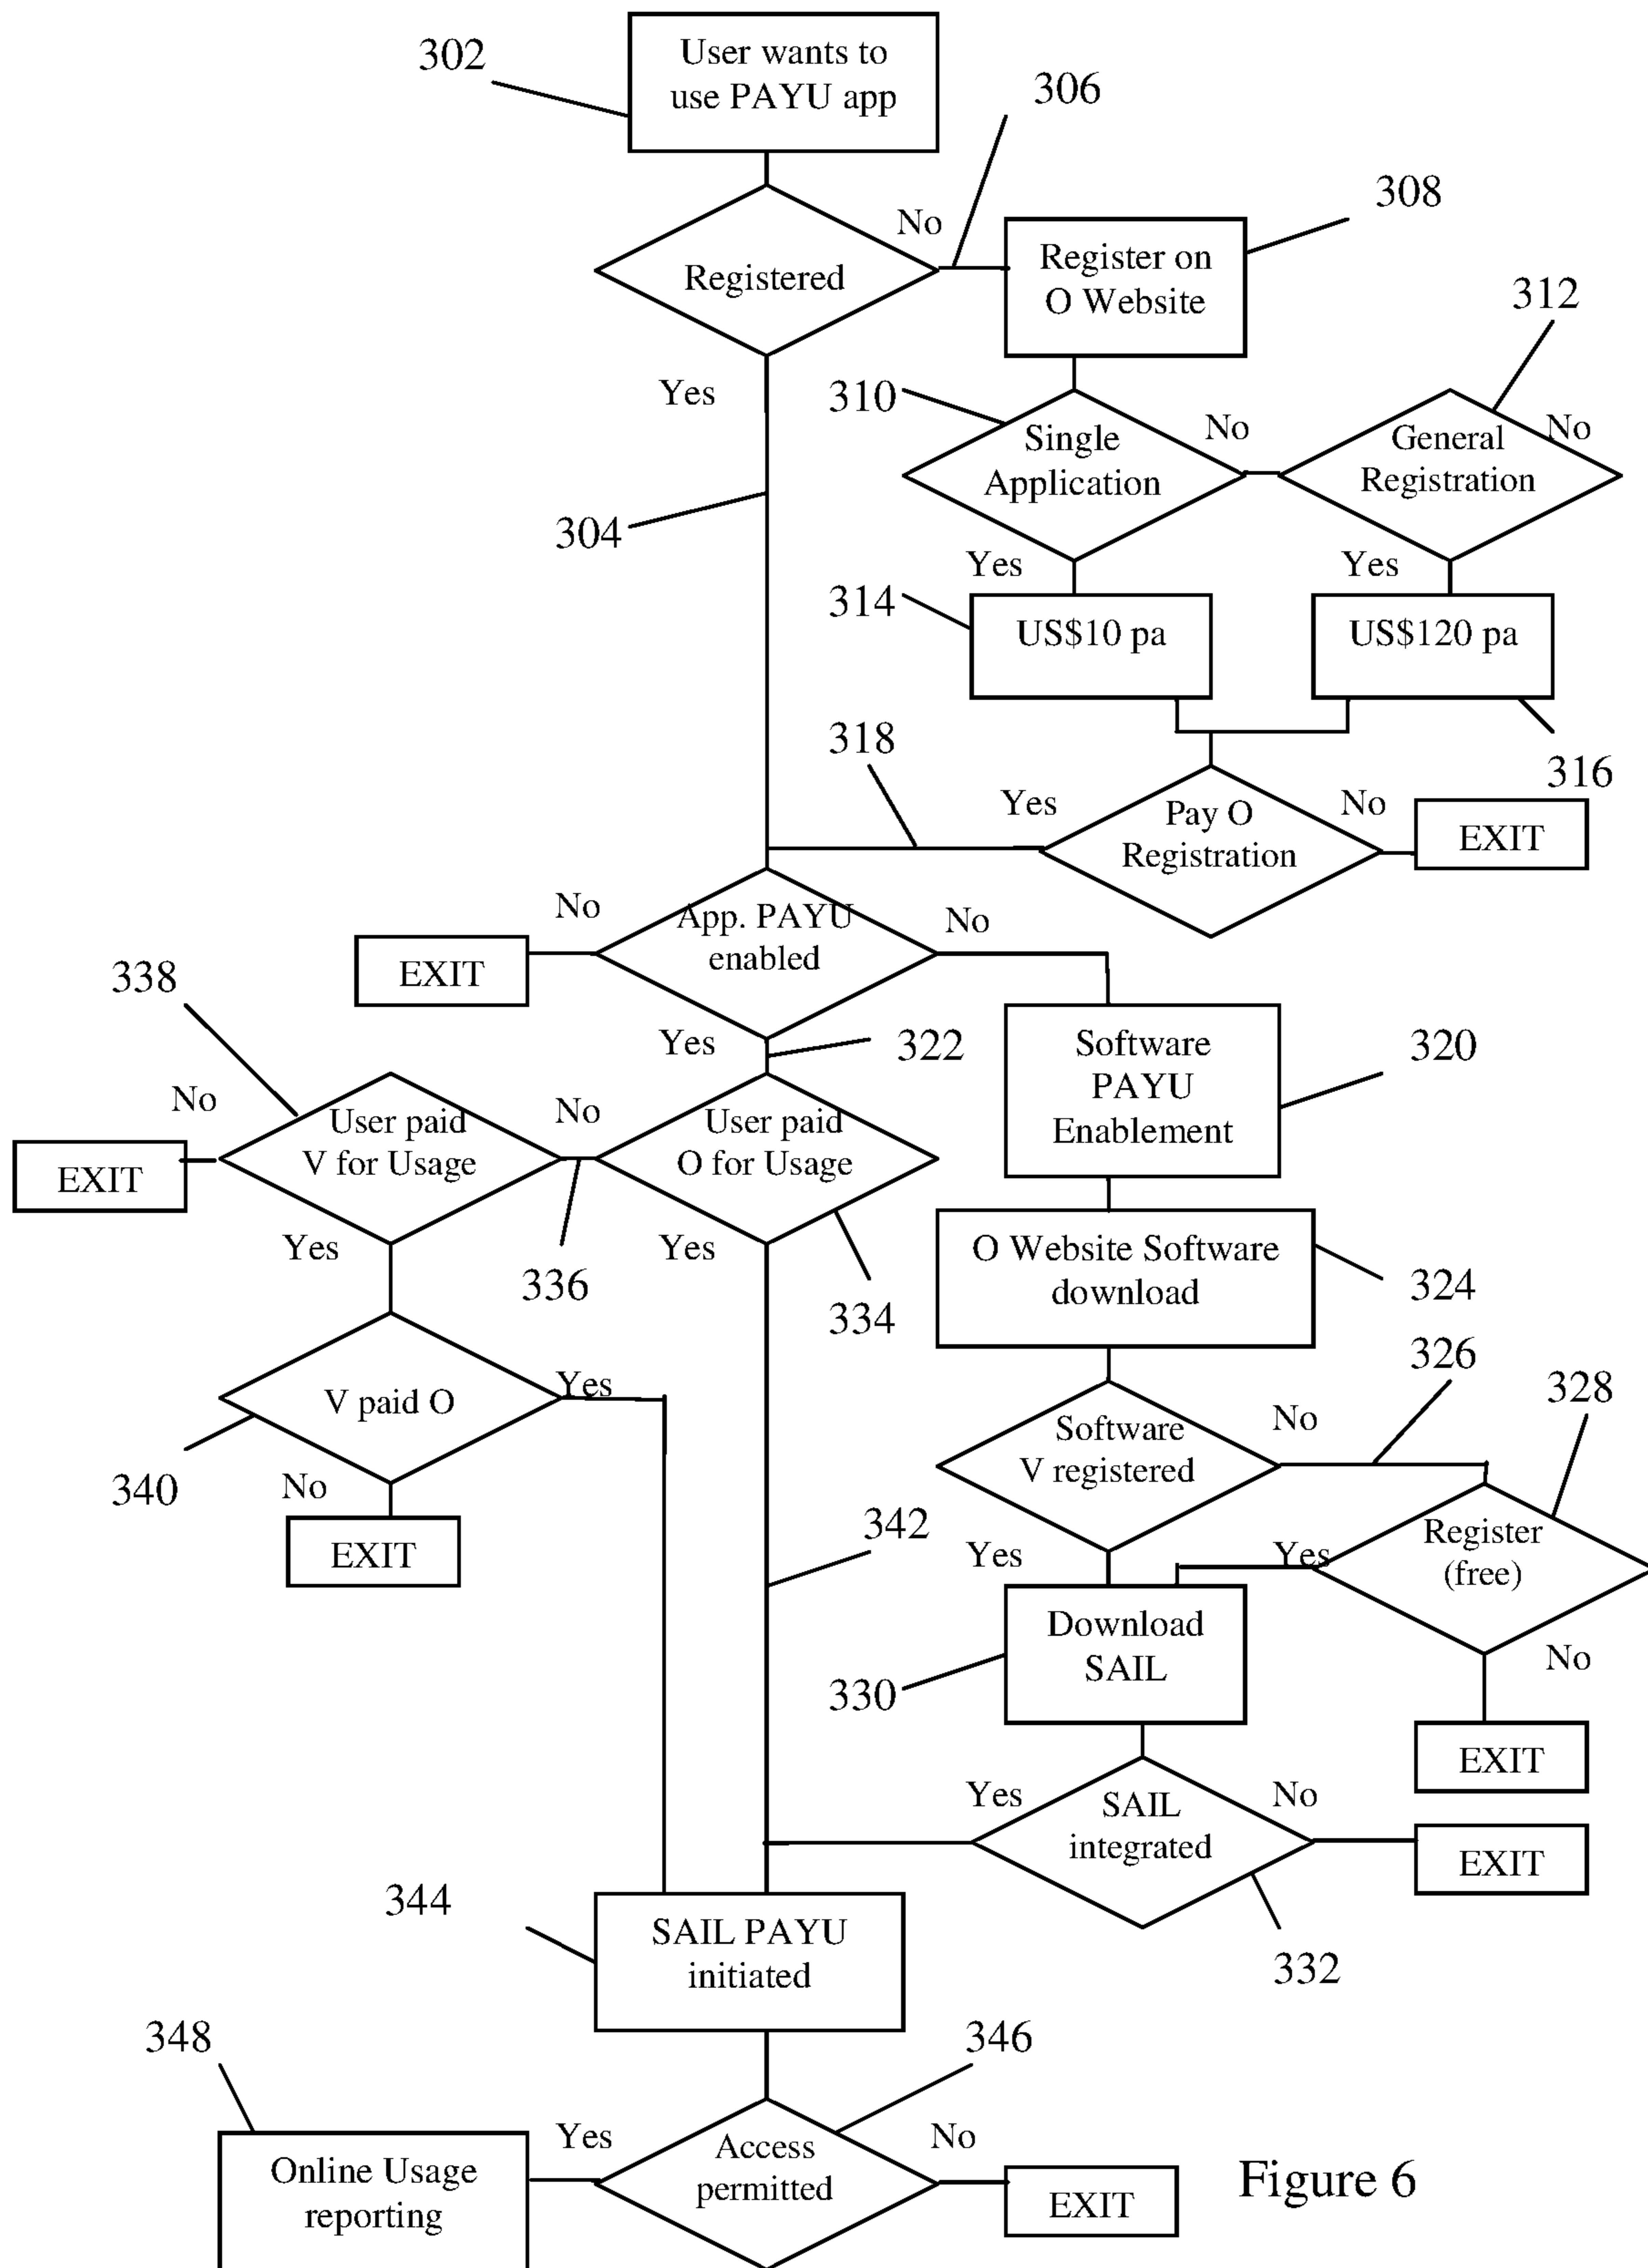 302
User wants to
use PAYU app
306
308
No
Registered
Register on
O Website
312
Yes
310
Single
Application
No
General
Registration
No
304
Yes
Yes
314
US$10 pa
US$120 pa
318
316
Yes
Pay O
Registration
No
EXIT
No
App. PAYU
enabled
No
EXIT
338
Yes
322
Software
PAYU
Enablement
320
No
User paid
V for Usage
No
User paid
O for Usage
EXIT
Yes
336
Yes
334
O Website Software
download
324
326
328
V paid O
Yes
Software
V registered
No
340
No
EXIT
342
Yes
Yes
Register
(free)
Download
SAIL
No
330
EXIT
Yes
SAIL
integrated
No
EXIT
344
SAIL PAYU
initiated
332
348
346
Yes
Access
permitted
No
Online Usage
reporting
EXIT
Figure 6